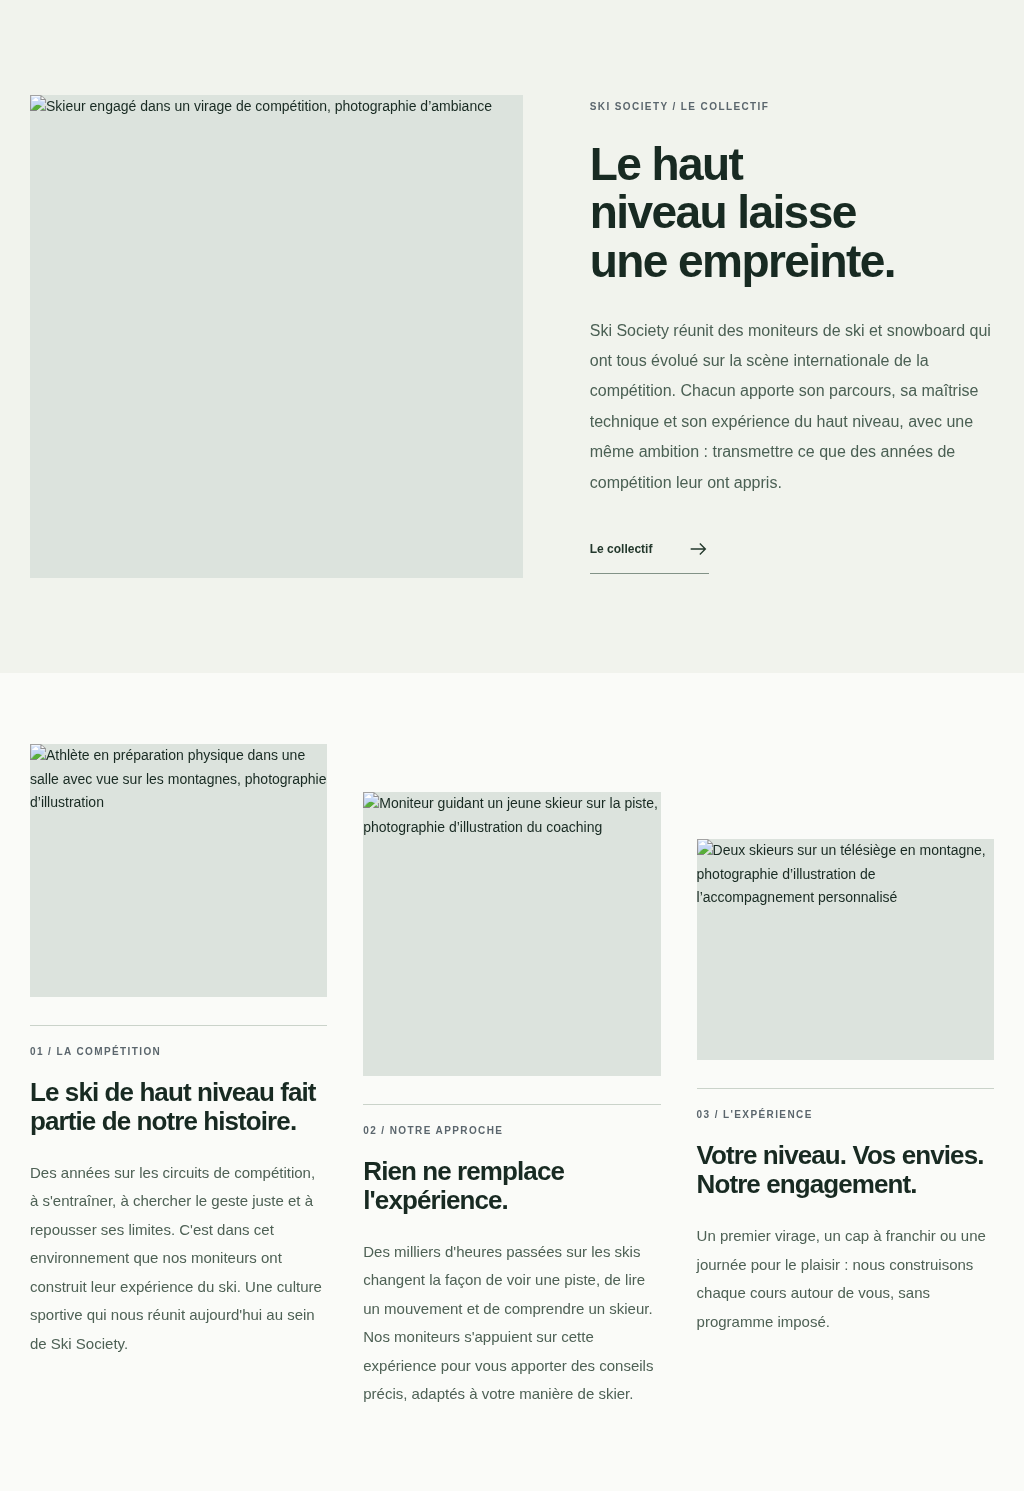 Skieur engagé dans un virage de compétition, photographie d’ambiance
SKI SOCIETY / LE COLLECTIF
Le haut
niveau laisse
une empreinte.
Ski Society réunit des moniteurs de ski et snowboard qui
ont tous évolué sur la scène internationale de la
compétition. Chacun apporte son parcours, sa maîtrise
technique et son expérience du haut niveau, avec une
même ambition : transmettre ce que des années de
compétition leur ont appris.
Le collectif
Athlète en préparation physique dans une
salle avec vue sur les montagnes, photographie
d’illustration
01 / LA COMPÉTITION
Le ski de haut niveau fait
partie de notre histoire.
Des années sur les circuits de compétition,
à s'entraîner, à chercher le geste juste et à
repousser ses limites. C'est dans cet
environnement que nos moniteurs ont
construit leur expérience du ski. Une culture
sportive qui nous réunit aujourd'hui au sein
de Ski Society.
Moniteur guidant un jeune skieur sur la piste,
photographie d’illustration du coaching
02 / NOTRE APPROCHE
Rien ne remplace
l'expérience.
Des milliers d'heures passées sur les skis
changent la façon de voir une piste, de lire
un mouvement et de comprendre un skieur.
Nos moniteurs s'appuient sur cette
expérience pour vous apporter des conseils
précis, adaptés à votre manière de skier.
Deux skieurs sur un télésiège en montagne,
photographie d’illustration de
l’accompagnement personnalisé
03 / L'EXPÉRIENCE
Votre niveau. Vos envies.
Notre engagement.
Un premier virage, un cap à franchir ou une
journée pour le plaisir : nous construisons
chaque cours autour de vous, sans
programme imposé.